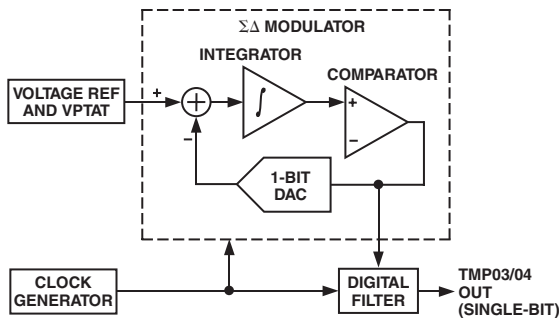 ΣΔ MODULATOR
INTEGRATOR
COMPARATOR
VOLTAGE REF
AND VPTAT
+
+
∫
+
−
−
1-BIT
DAC
CLOCK
GENERATOR
DIGITAL
FILTER
TMP03/04
OUT
(SINGLE-BIT)